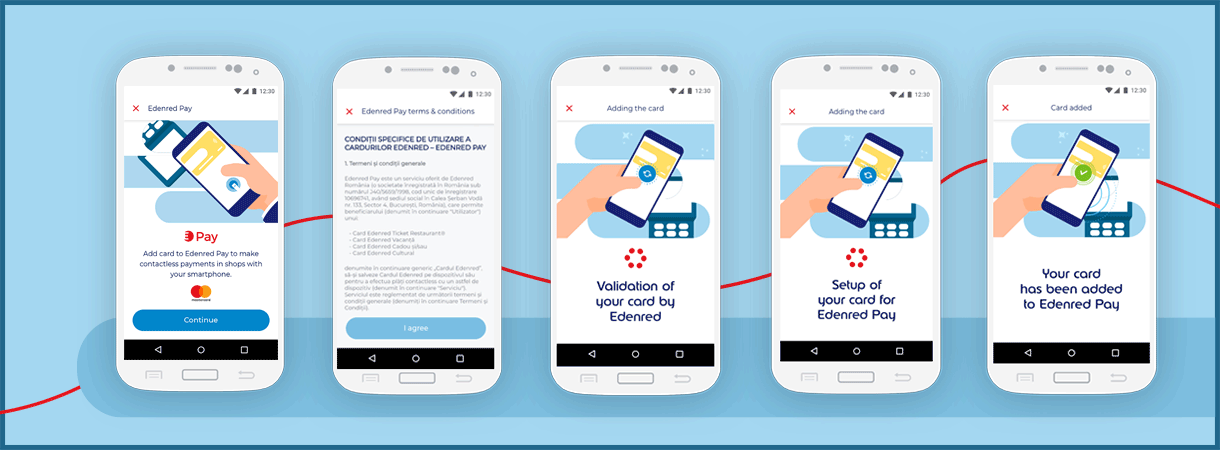 12:30
Edenred Pay
Pay
Add card to Edenred Pay to make
contactless payments in shops with
your smartphone.
mastercard
Continue
12:30
Edenred Pay terms & conditions
CONDIȚII SPECIFICE DE UTILIZARE A
CARDURILOR EDENRED – EDENRED PAY
1. Termeni și condiții generale
Edenred Pay este un serviciu oferit de Edenred
România (o societate înregistrată în România sub
numărul J40/5659/1998, cod unic de înregistrare
10696741, având sediul social în Calea Șerban Vodă
nr. 133, Sector 4, București, România), care permite
beneficiarului (denumit în continuare "Utilizator")
unui:
- Card Edenred Ticket Restaurant®
- Card Edenred Vacanță
- Card Edenred Cadou și/sau
- Card Edenred Cultural
denumite în continuare generic „Cardul Edenred",
să-și salveze Cardul Edenred pe dispozitivul său
pentru a efectua plăți contactless cu un astfel de
dispozitiv (denumit în continuare "Serviciu").
Serviciul este reglementat de următorii termeni și
condiții generale (denumiți în continuare Termeni și
Condiții).
I agree
12:30
Adding the card
Validation of
your card by
Edenred
12:30
Adding the card
Setup of
your card for
Edenred Pay
12:30
Card added
Your card
has been added
to Edenred Pay